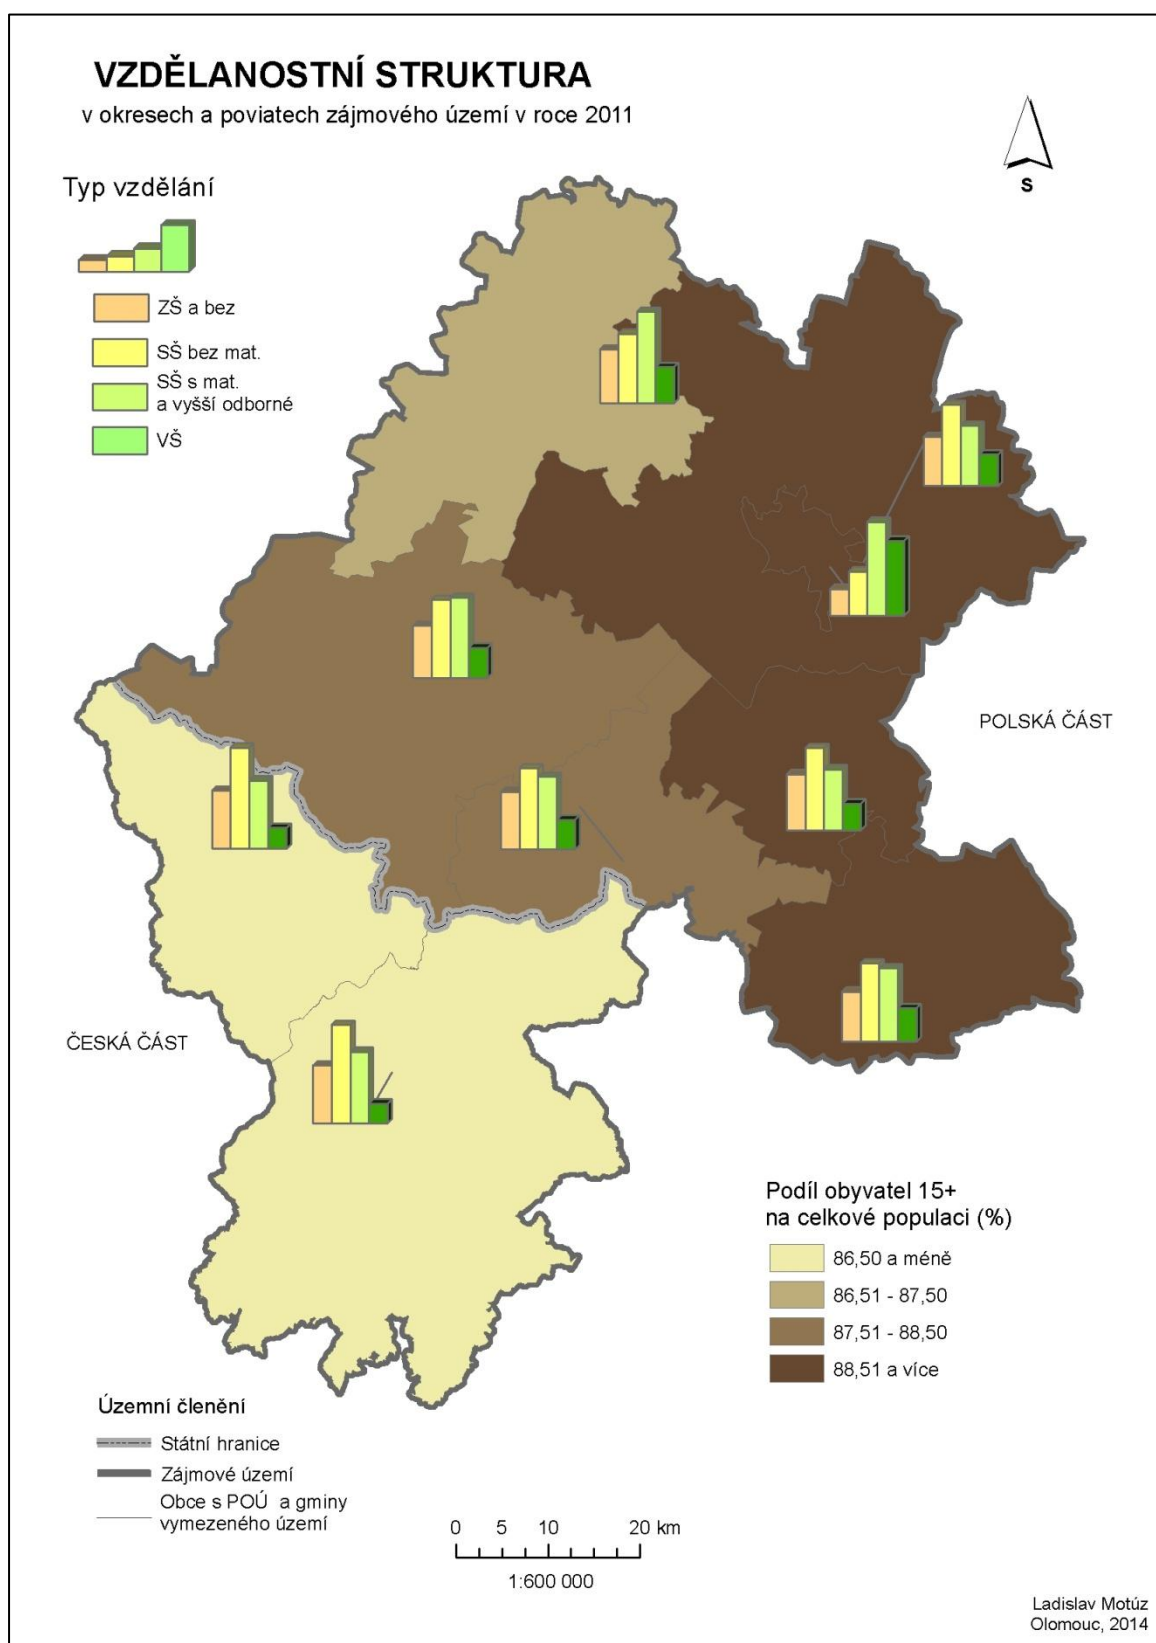 VZDĚLANOSTNÍ STRUKTURA
v okresech a poviatech zájmového území v roce 2011
S
Typ vzdělání
ZŠ a bez
SŠ bez mat.
SŠ s mat.
a vyšší odborné
VŠ
POLSKÁ ČÁST
ČESKÁ ČÁST
Podíl obyvatel 15+
na celkové populaci (%)
86,50 a méně
86,51 - 87,50
87,51 - 88,50
88,51 a více
Územní členění
Státní hranice
Zájmové území
Obce s POÚ a gminy
vymezeného území
0 5 10 20 km
1:600 000
Ladislav Motúz
Olomouc, 2014